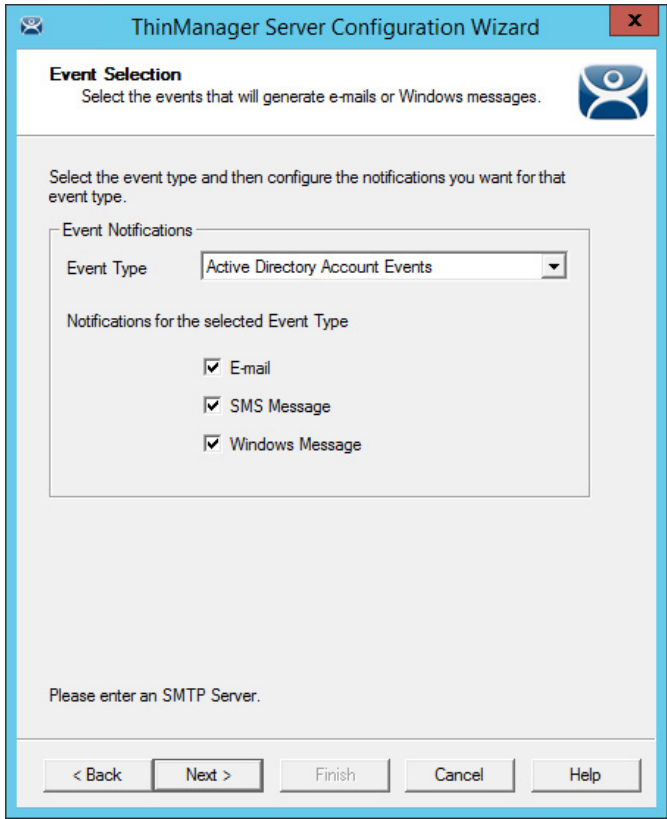 ThinManager Server Configuration Wizard
x
Event Selection
Select the events that will generate e-mails or Windows messages.
Select the event type and then configure the notifications you want for that
event type.
Event Notifications
Event Type
Active Directory Account Events
Notifications for the selected Event Type
E-mail
SMS Message
Windows Message
Please enter an SMTP Server.
< Back
Next >
Finish
Cancel
Help